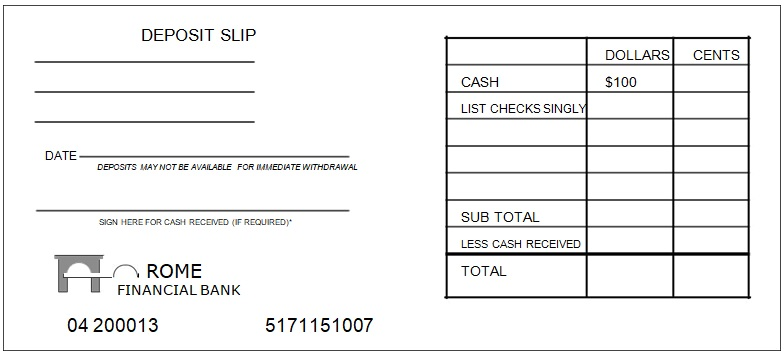 DEPOSIT SLIP
DATE
DEPOSITS MAY NOT BE AVAILABLE FOR IMMEDIATE WITHDRAWAL
SIGN HERE FOR CASH RECEIVED (IF REQUIRED)*
ROME
FINANCIAL BANK
04 200013 5171151007
DOLLARS CENTS
CASH $100
LIST CHECKS SINGLY
SUB TOTAL
LESS CASH RECEIVED
TOTAL